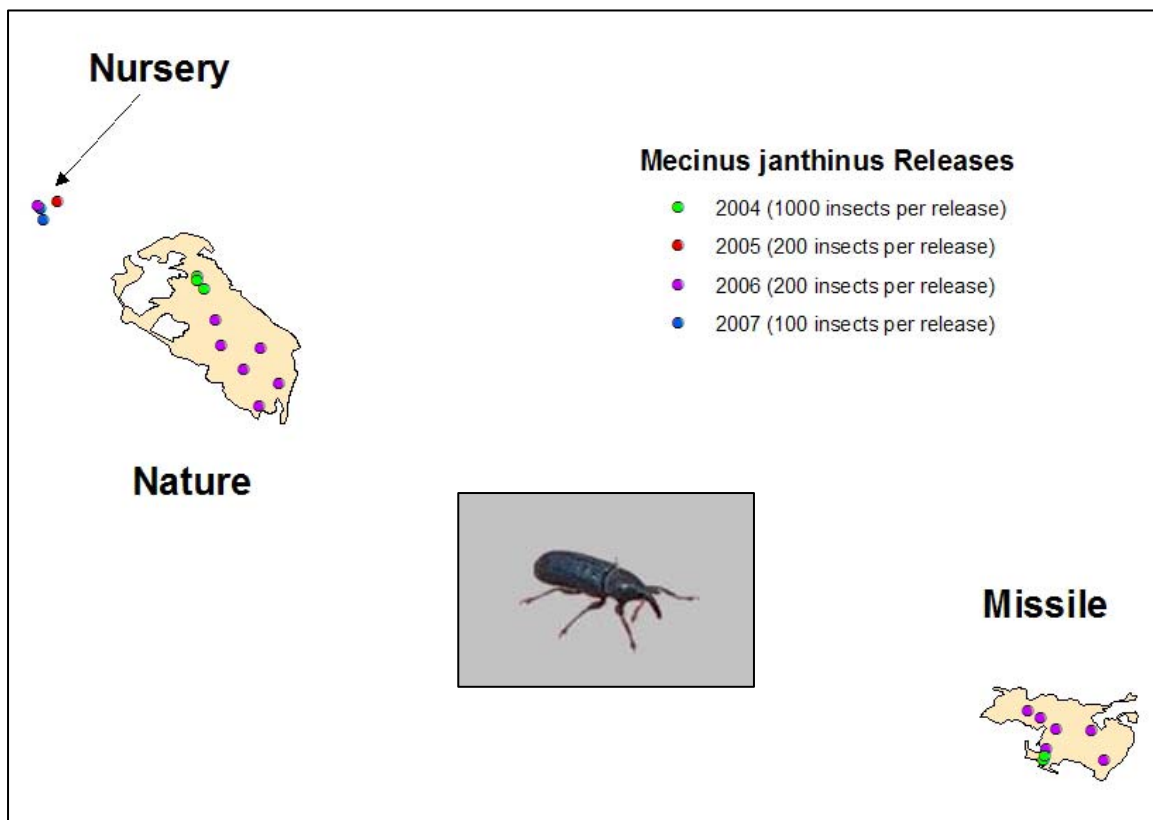 Nursery
Mecinus janthinus Releases
2004 (1000 insects per release)
2005 (200 insects per release)
2006 (200 insects per release)
2007 (100 insects per release)
Nature
Missile